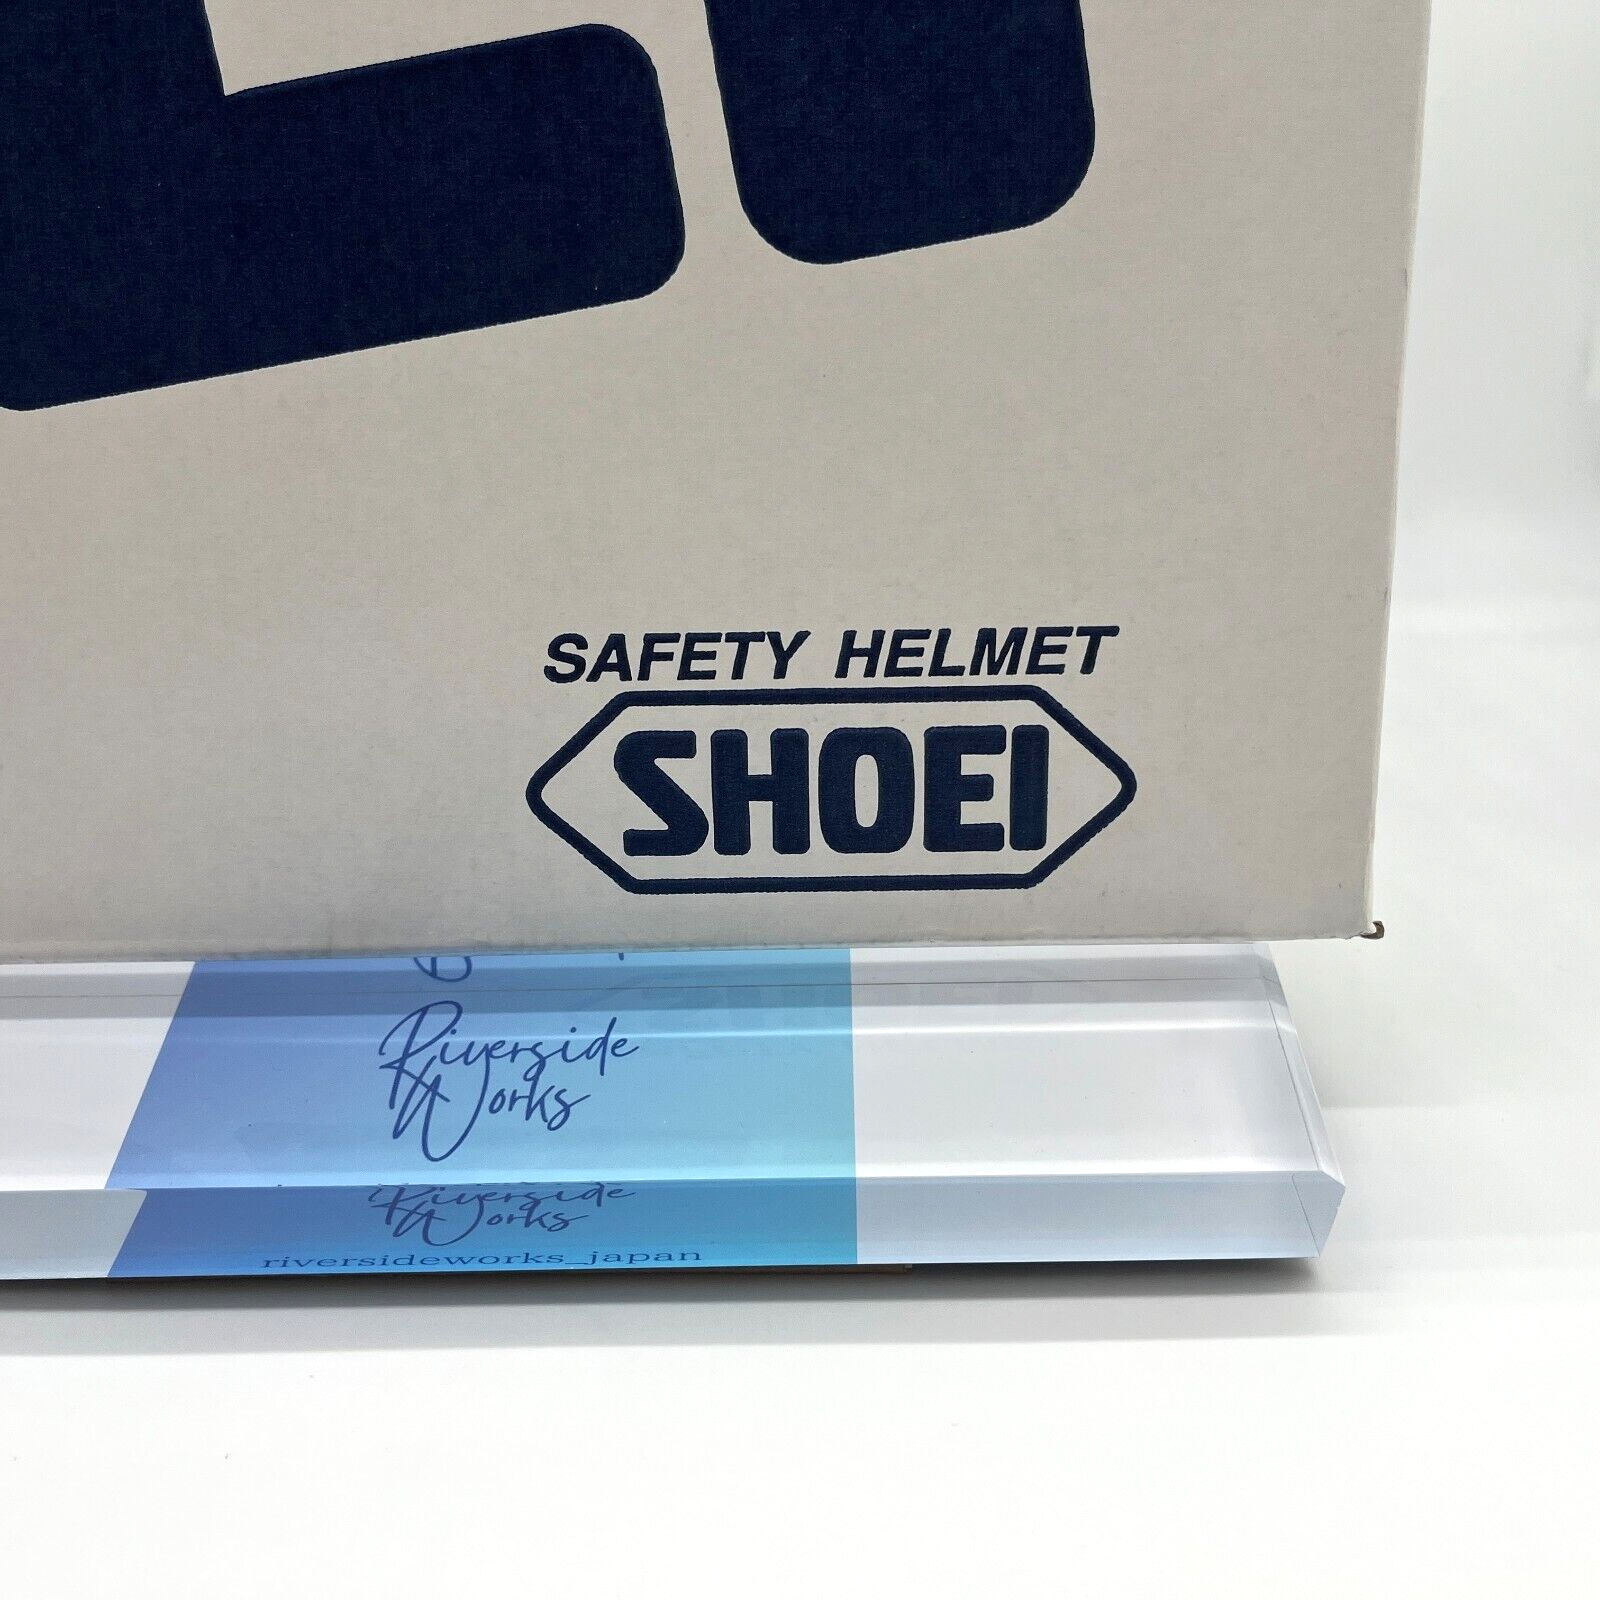 SAFETY HELMET
SHOEI
Riverside
Works
Riverside
Works
riversideworks_japan